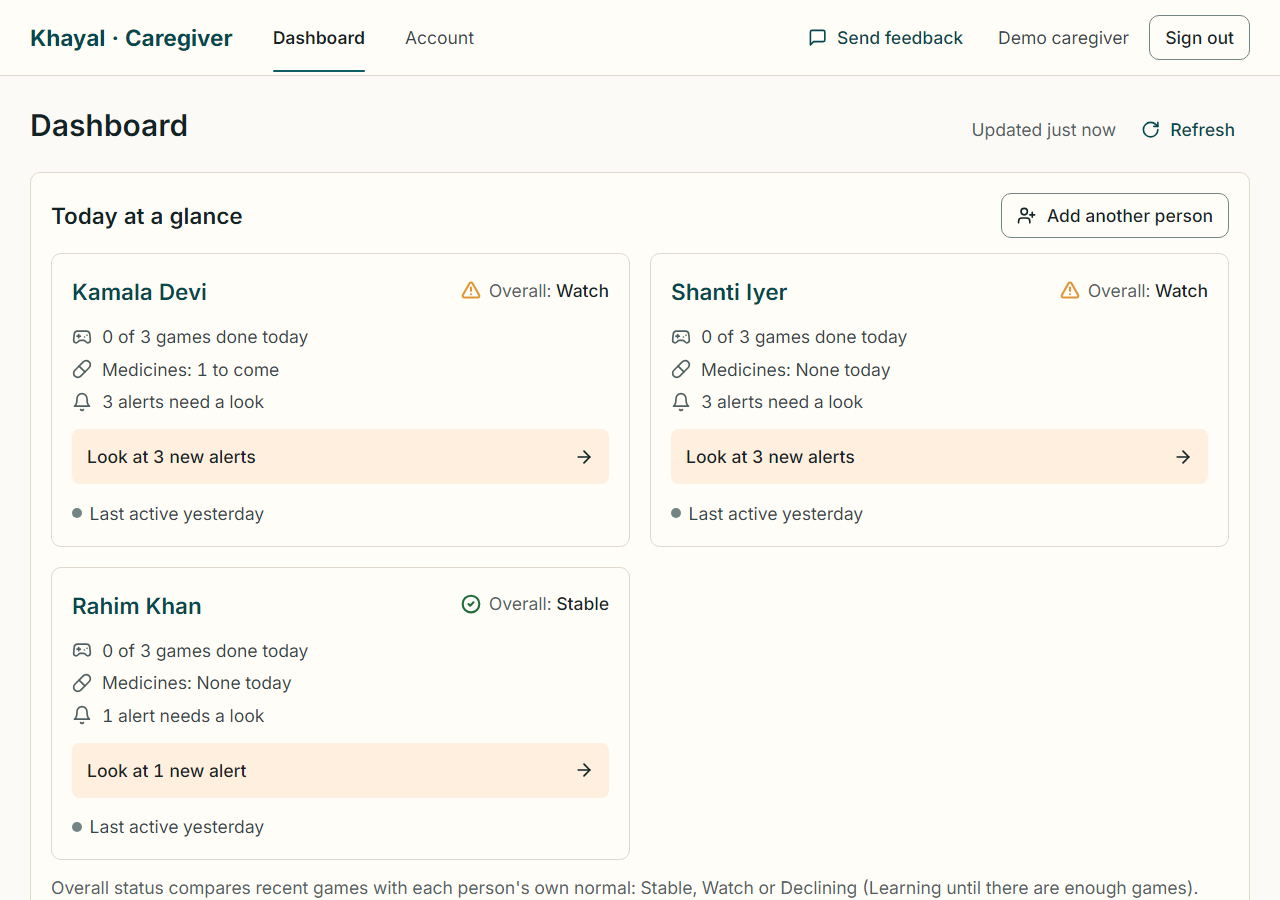 Khayal · Caregiver
Dashboard
Account
Send feedback
Demo caregiver
Sign out
Dashboard
Updated just now
Refresh
Today at a glance
Add another person
Kamala Devi
Overall: Watch
0 of 3 games done today
Medicines: 1 to come
3 alerts need a look
Look at 3 new alerts
Last active yesterday
Shanti Iyer
Overall: Watch
0 of 3 games done today
Medicines: None today
3 alerts need a look
Look at 3 new alerts
Last active yesterday
Rahim Khan
Overall: Stable
0 of 3 games done today
Medicines: None today
1 alert needs a look
Look at 1 new alert
Last active yesterday
Overall status compares recent games with each person's own normal: Stable, Watch or Declining (Learning until there are enough games).